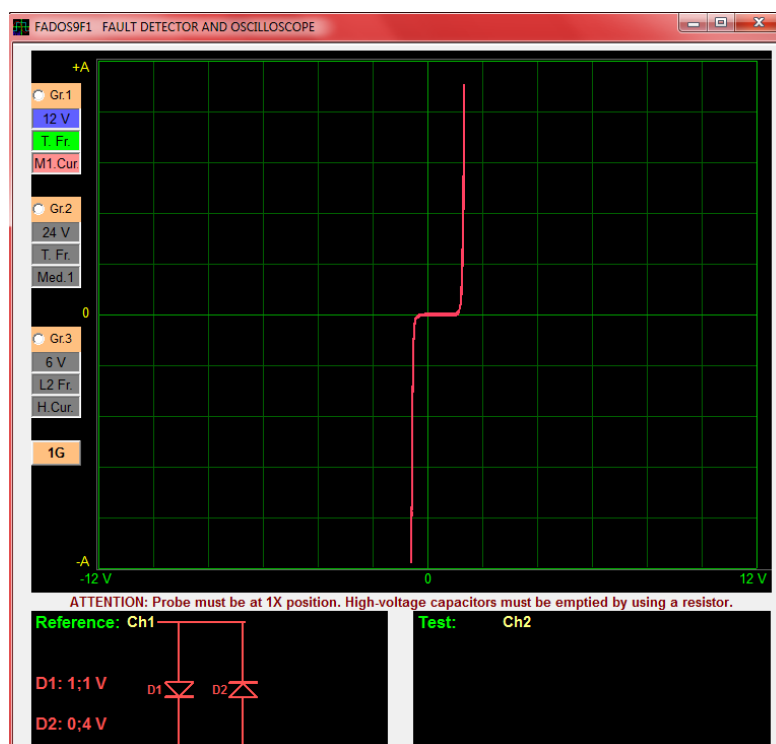 FADOS9F1 FAULT DETECTOR AND OSCILLOSCOPE
+A
Gr.1
12 V
T. Fr.
M1.Cur.
Gr.2
24 V
T. Fr.
Med.1
0
Gr.3
6 V
L2 Fr.
H.Cur.
1G
-A
-12 V 0 12 V
ATTENTION: Probe must be at 1X position. High-voltage capacitors must be emptied by using a resistor.
Reference: Ch1
D1: 1;1 V
D1 D2
D2: 0;4 V
Test: Ch2